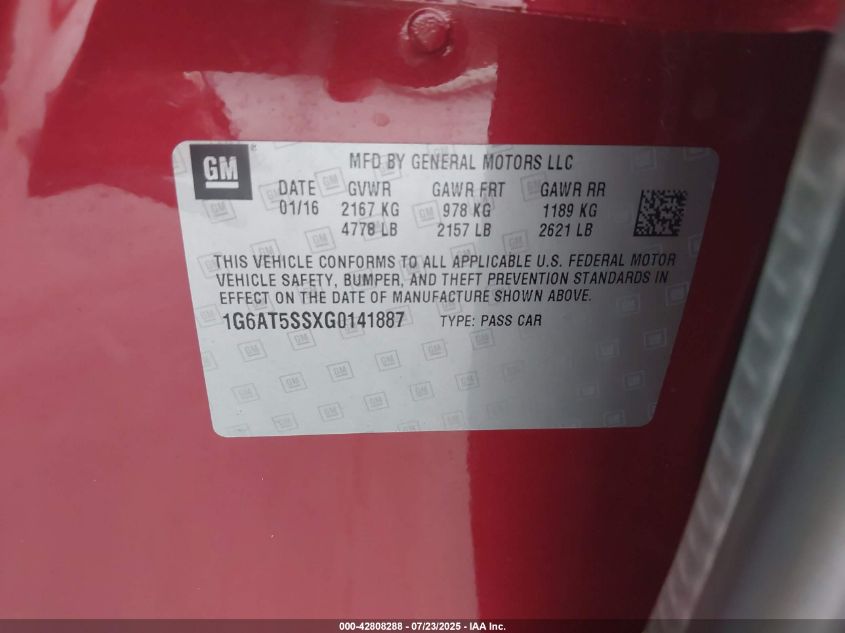 GM
MFD BY GENERAL MOTORS LLC
DATE GVWR GAWR FRT GAWR RR
01/16 2167 KG 978 KG 1189 KG
4778 LB 2157 LB 2621 LB
THIS VEHICLE CONFORMS TO ALL APPLICABLE U.S. FEDERAL MOTOR
VEHICLE SAFETY, BUMPER, AND THEFT PREVENTION STANDARDS IN
EFFECT ON THE DATE OF MANUFACTURE SHOWN ABOVE.
1G6AT5SSXG0141887 TYPE: PASS CAR
000-42808288 - 07/23/2025 - IAA Inc.